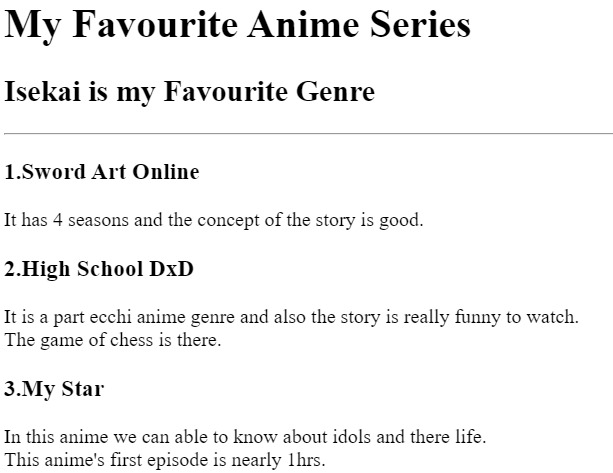 My Favourite Anime Series
Isekai is my Favourite Genre
1.Sword Art Online
It has 4 seasons and the concept of the story is good.
2.High School DxD
It is a part ecchi anime genre and also the story is really funny to watch.
The game of chess is there.
3.My Star
In this anime we can able to know about idols and there life.
This anime's first episode is nearly 1hrs.